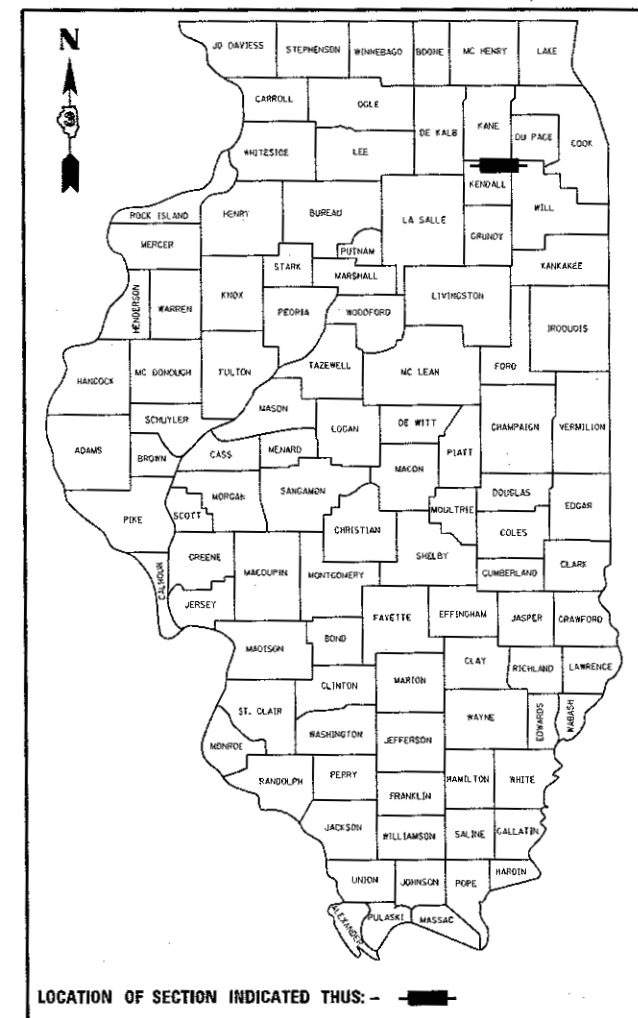 N
JO DAVIESS STEPHENSON WINNEBAGO BOONE MC HENRY LAKE
CARROLL OGLE DE KALB KANE DU PAGE COOK
WHITESIDE LEE
KENDALL WILL
ROCK ISLAND HENRY BUREAU LA SALLE GRUNDY
MERCER PUTNAM
STARK MARSHALL KANKAKEE
HENDERSON WARREN KNOX PEORIA WOODFORD LIVINGSTON IROQUOIS
HANCOCK MC DONOUGH FULTON TAZEWELL MC LEAN FORD
MASON
SCHUYLER LOGAN DE WITT CHAMPAIGN VERMILION
ADAMS BROWN CASS MENARD PIATT
MACON
MORGAN SANGAMON DOUGLAS
PIKE SCOTT MOULTRIE EDGAR
CHRISTIAN COLES
GREENE SHELBY
CALHOUN MACOUPIN MONTGOMERY CUMBERLAND CLARK
JERSEY
FAYETTE EFFINGHAM JASPER CRAWFORD
MADISON BOND
CLAY RICHLAND LAWRENCE
CLINTON MARION
ST. CLAIR WAYNE EDWARDS WABASH
WASHINGTON JEFFERSON
MONROE
RANDOLPH PERRY HAMILTON WHITE
FRANKLIN
JACKSON WILLIAMSON SALINE GALLATIN
UNION JOHNSON POPE HARDIN
ALEXANDER PULASKI MASSAC
LOCATION OF SECTION INDICATED THUS: -